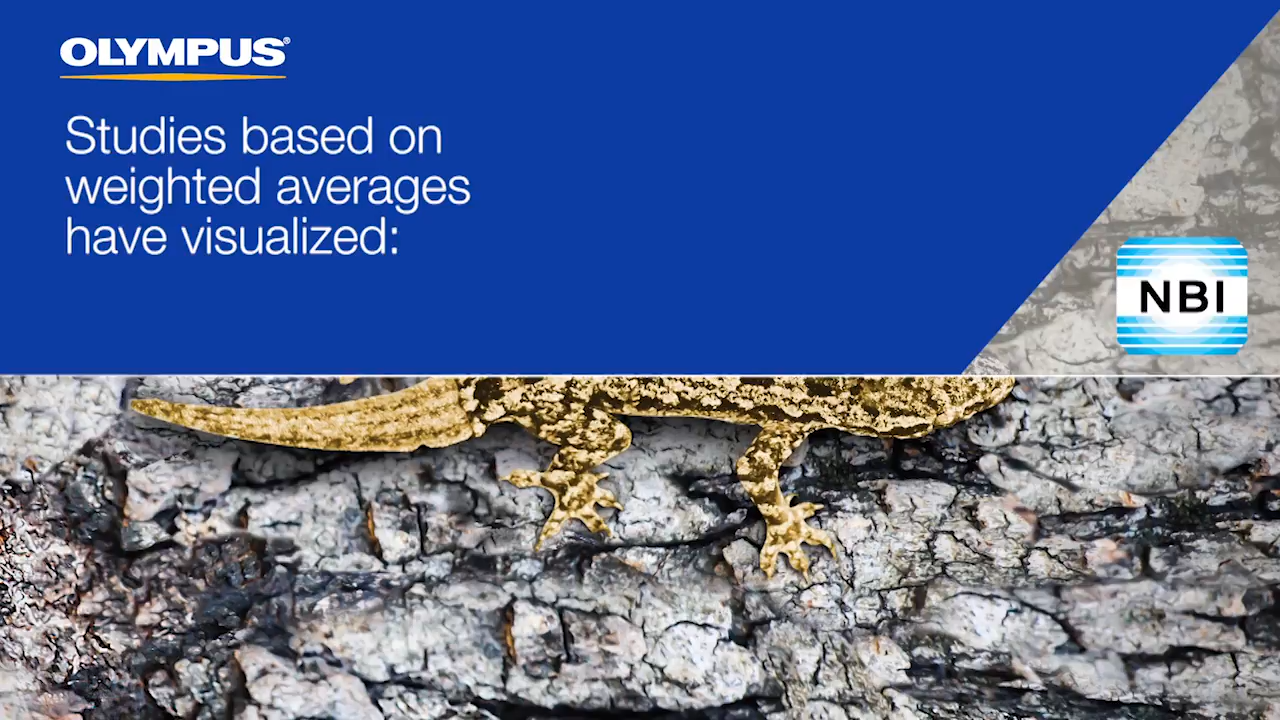 OLYMPUS®
Studies based on
weighted averages
have visualized:
NBI